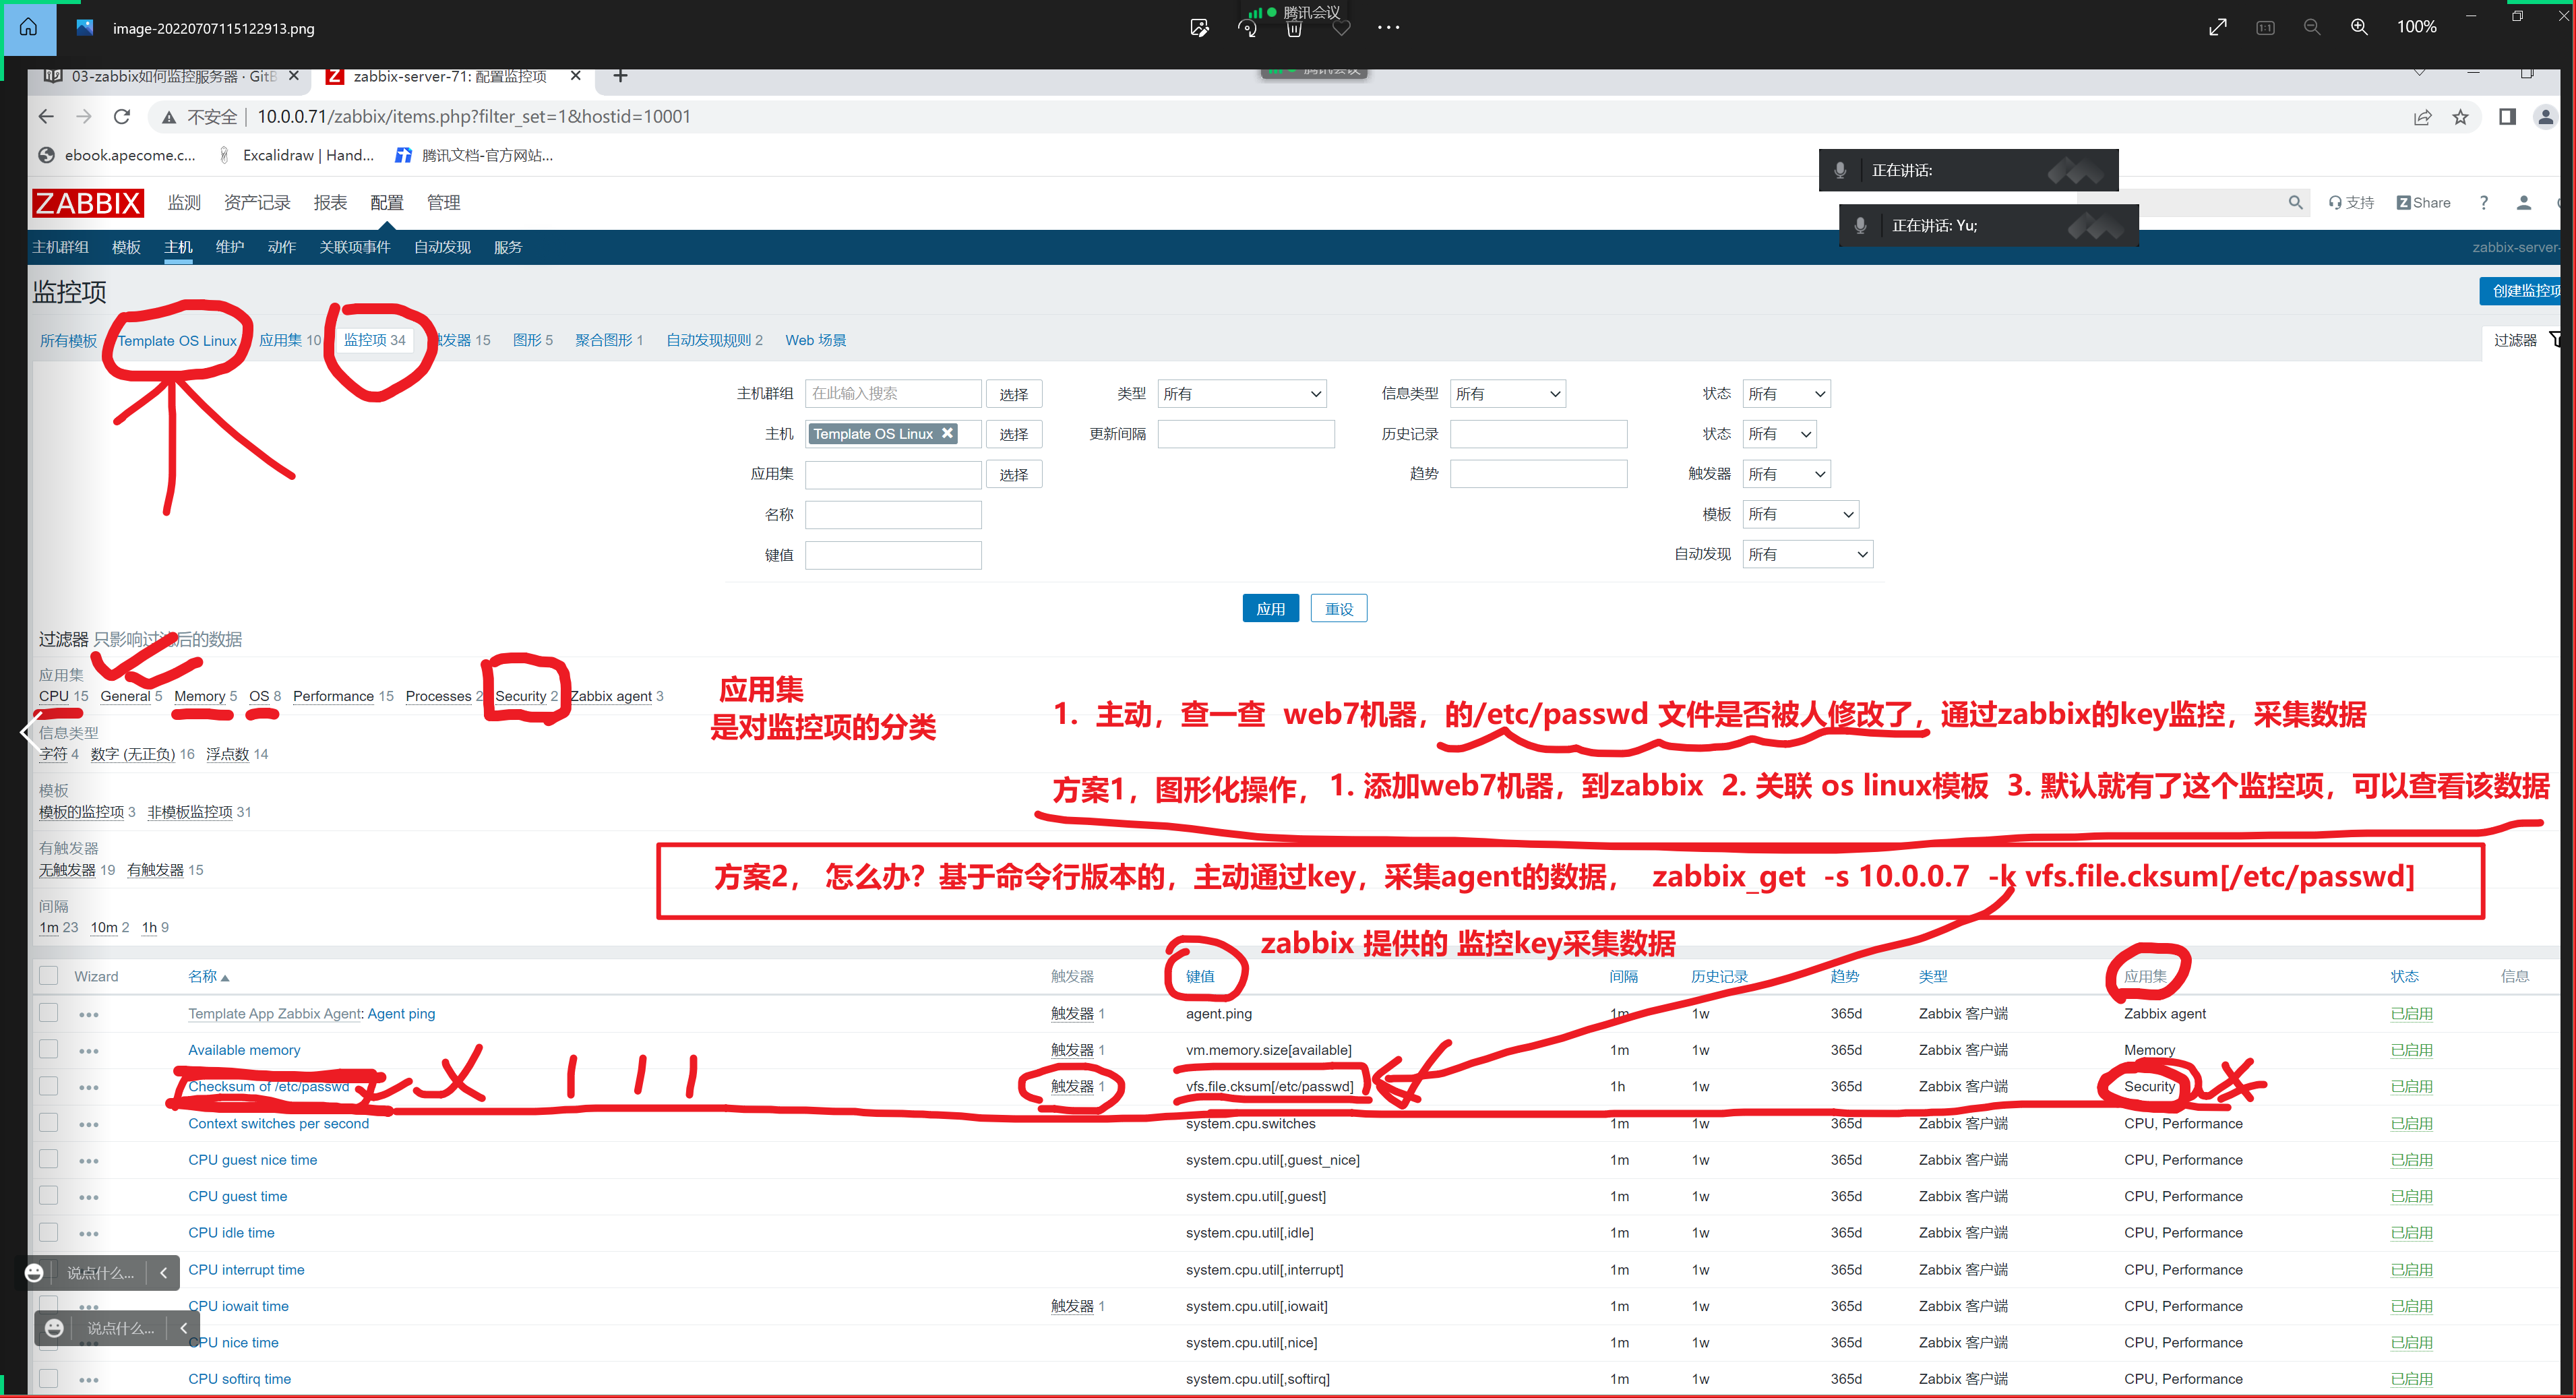 image-20220707115122913.png
腾讯会议
100%
03-zabbix如何监控服务器 · GitB
zabbix-server-71: 配置监控项
不安全 10.0.0.71/zabbix/items.php?filter_set=1&hostid=10001
ebook.apecome.c... Excalidraw | Hand... 腾讯文档-官方网站...
正在讲话:
ZABBIX 监测 资产记录 报表 配置 管理 支持 Share ?
正在讲话: Yu;
主机群组 模板 主机 维护 动作 关联项事件 自动发现 服务 zabbix-server-
监控项
创建监控项
所有模板 Template OS Linux 应用集 10 监控项 34 触发器 15 图形 5 聚合图形 1 自动发现规则 2 Web 场景 过滤器
主机群组 在此输入搜索 选择 类型 所有 信息类型 所有 状态 所有
主机 Template OS Linux 选择 更新间隔 历史记录 状态 所有
应用集 选择 趋势 触发器 所有
名称 模板 所有
键值 自动发现 所有
应用 重设
过滤器 只影响过滤后的数据
应用集
CPU 15 General 5 Memory 5 OS 8 Performance 15 Processes 2 Security 2 Zabbix agent 3
应用集
是对监控项的分类
1. 主动，查一查 web7机器，的/etc/passwd 文件是否被人修改了，通过zabbix的key监控，采集数据
信息类型
字符 4 数字 (无正负) 16 浮点数 14
方案1，图形化操作， 1. 添加web7机器，到zabbix 2. 关联 os linux模板 3. 默认就有了这个监控项，可以查看该数据
模板
模板的监控项 3 非模板监控项 31
有触发器
无触发器 19 有触发器 15
方案2， 怎么办？基于命令行版本的，主动通过key，采集agent的数据， zabbix_get -s 10.0.0.7 -k vfs.file.cksum[/etc/passwd]
间隔
1m 23 10m 2 1h 9
zabbix 提供的 监控key采集数据
Wizard 名称 触发器 键值 间隔 历史记录 趋势 类型 应用集 状态 信息
Template App Zabbix Agent: Agent ping 触发器 1 agent.ping 1m 1w 365d Zabbix 客户端 Zabbix agent 已启用
Available memory 触发器 1 vm.memory.size[available] 1m 1w 365d Zabbix 客户端 Memory 已启用
Checksum of /etc/passwd 触发器 1 vfs.file.cksum[/etc/passwd] 1h 1w 365d Zabbix 客户端 Security 已启用
Context switches per second system.cpu.switches 1m 1w 365d Zabbix 客户端 CPU, Performance 已启用
CPU guest nice time system.cpu.util[,guest_nice] 1m 1w 365d Zabbix 客户端 CPU, Performance 已启用
CPU guest time system.cpu.util[,guest] 1m 1w 365d Zabbix 客户端 CPU, Performance 已启用
CPU idle time system.cpu.util[,idle] 1m 1w 365d Zabbix 客户端 CPU, Performance 已启用
说点什么... CPU interrupt time system.cpu.util[,interrupt] 1m 1w 365d Zabbix 客户端 CPU, Performance 已启用
CPU iowait time 触发器 1 system.cpu.util[,iowait] 1m 1w 365d Zabbix 客户端 CPU, Performance 已启用
说点什么... CPU nice time system.cpu.util[,nice] 1m 1w 365d Zabbix 客户端 CPU, Performance 已启用
CPU softirq time system.cpu.util[,softirq] 1m 1w 365d Zabbix 客户端 CPU, Performance 已启用